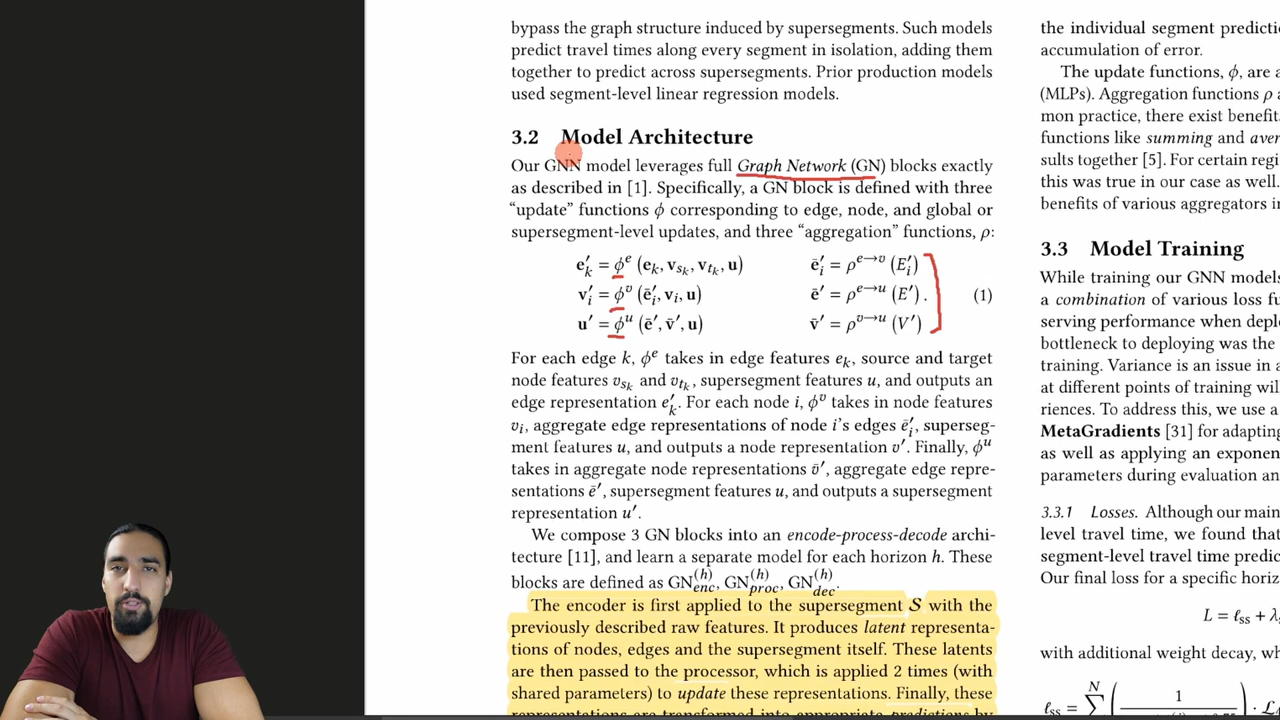 bypass the graph structure induced by supersegments. Such models
predict travel times along every segment in isolation, adding them
together to predict across supersegments. Prior production models
used segment-level linear regression models.
3.2 Model Architecture
Our GNN model leverages full Graph Network (GN) blocks exactly
as described in [1]. Specifically, a GN block is defined with three
“update” functions ϕ corresponding to edge, node, and global or
supersegment-level updates, and three “aggregation” functions, ρ:
e′ₖ = ϕᵉ (eₖ, vₛₖ, vₜₖ, u) ē′ᵢ = ρᵉ→ᵛ (E′ᵢ)
v′ᵢ = ϕᵛ (ē′ᵢ, vᵢ, u) ē′ = ρᵉ→ᵘ (E′). (1)
u′ = ϕᵘ (ē′, v̄′, u) v̄′ = ρᵛ→ᵘ (V′)
For each edge k, ϕᵉ takes in edge features eₖ, source and target
node features vₛₖ and vₜₖ, supersegment features u, and outputs an
edge representation e′ₖ. For each node i, ϕᵛ takes in node features
vᵢ, aggregate edge representations of node i’s edges ē′ᵢ, superseg-
ment features u, and outputs a node representation v′. Finally, ϕᵘ
takes in aggregate node representations v̄′, aggregate edge repre-
sentations ē′, supersegment features u, and outputs a supersegment
representation u′.
We compose 3 GN blocks into an encode-process-decode archi-
tecture [11], and learn a separate model for each horizon h. These
blocks are defined as GN⁽ʰ⁾enc, GN⁽ʰ⁾proc, GN⁽ʰ⁾dec.
The encoder is first applied to the supersegment S with the
previously described raw features. It produces latent representa-
tions of nodes, edges and the supersegment itself. These latents
are then passed to the processor, which is applied 2 times (with
shared parameters) to update these representations. Finally, these
representations are transformed into appropriate predictions by
the individual segment predicti
accumulation of error.
The update functions, ϕ, are a
(MLPs). Aggregation functions ρ a
mon practice, there exist benefit
functions like summing and aver
sults together [5]. For certain regi
this was true in our case as well.
benefits of various aggregators i
3.3 Model Training
While training our GNN models
a combination of various loss fu
serving performance when deplo
bottleneck to deploying was the
training. Variance is an issue in a
at different points of training will
riences. To address this, we use a
MetaGradients [31] for adapting
as well as applying an exponen
parameters during evaluation an
3.3.1 Losses. Although our main
level travel time, we found that
segment-level travel time predic
Our final loss for a specific horiz
L = ℓss + λ
with additional weight decay, wh
N
ℓss = ∑ ( 1 ) · L